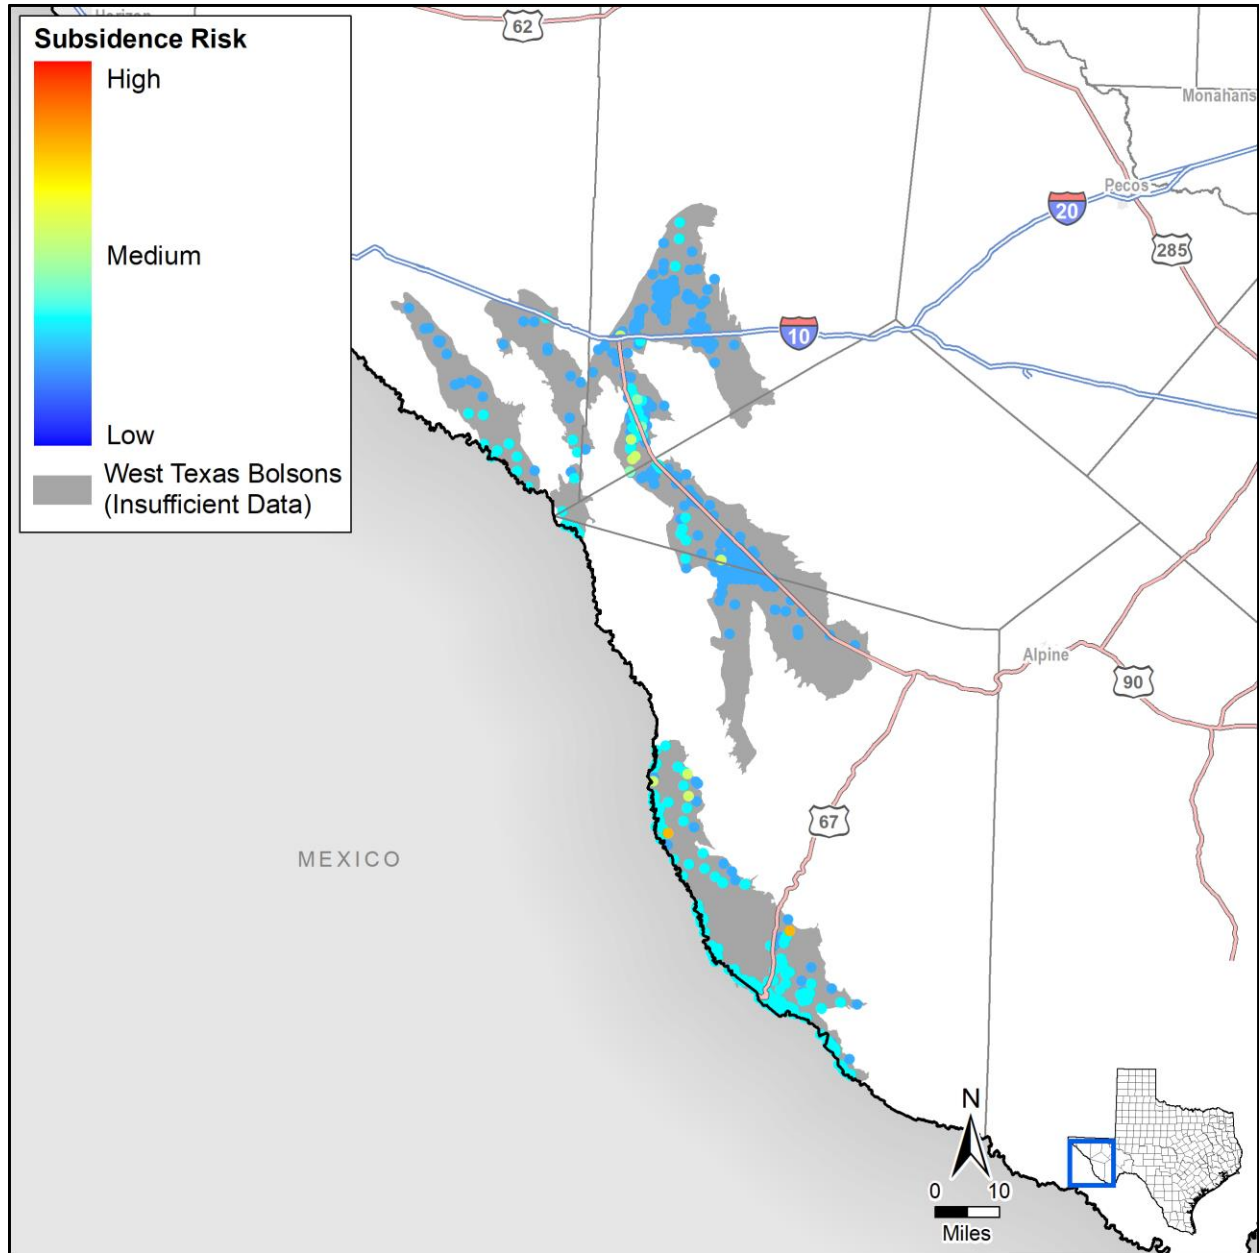 Horizon
Subsidence Risk
High
Medium
Low
West Texas Bolsons
(Insufficient Data)
62
Monahans
Pecos
20
285
10
Alpine
90
67
MEXICO
N
0 10
Miles